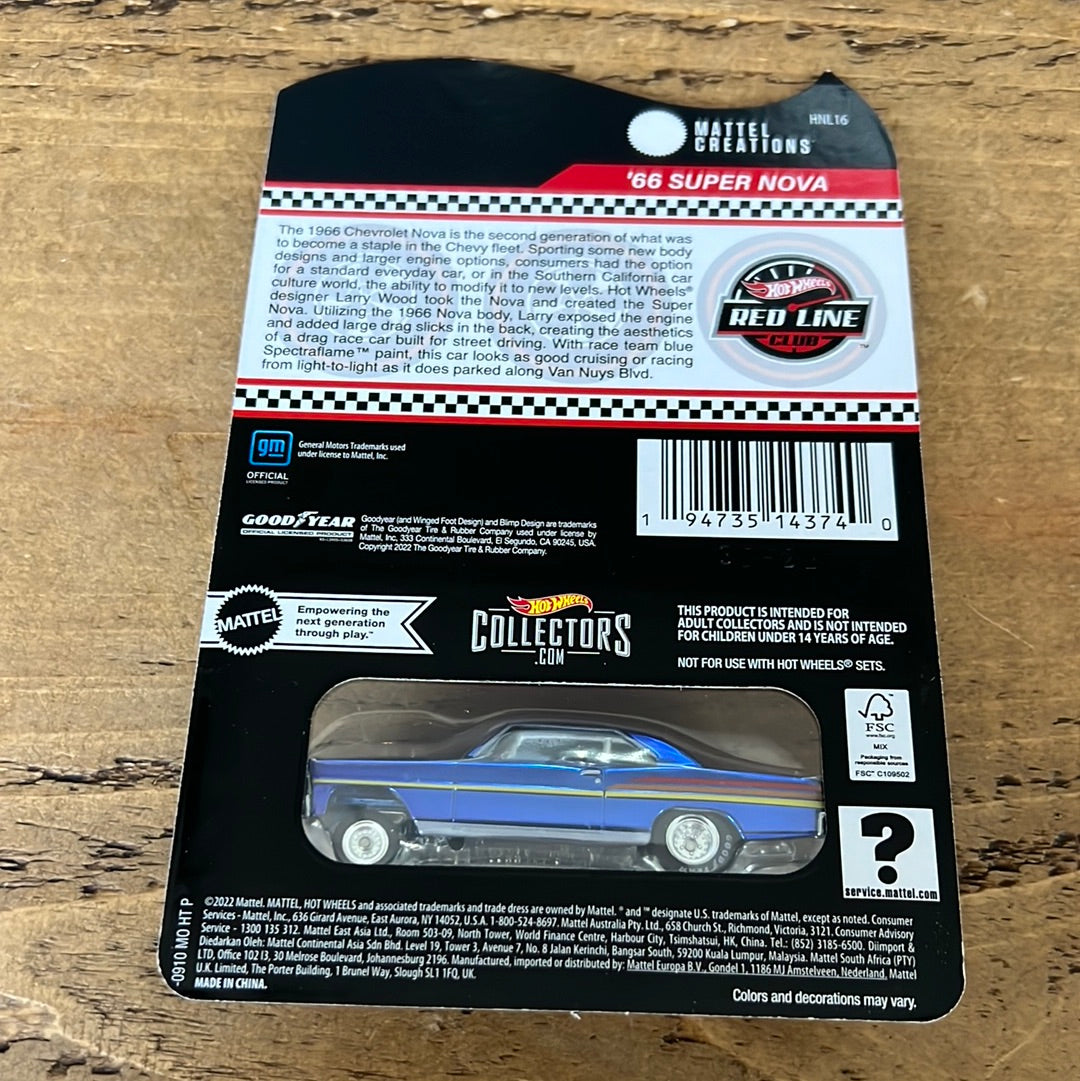 MATTEL
CREATIONS
HNL16
'66 SUPER NOVA
The 1966 Chevrolet Nova is the second generation of what was
to become a staple in the Chevy fleet. Sporting some new body
designs and larger engine options, consumers had the option
for a standard everyday car, or in the Southern California car
culture world, the ability to modify it to new levels. Hot Wheels®
designer Larry Wood took the Nova and created the Super
Nova. Utilizing the 1966 Nova body, Larry exposed the engine
and added large drag slicks in the back, creating the aesthetics
of a drag race car built for street driving. With race team blue
Spectraflame™ paint, this car looks as good cruising or racing
from light-to-light as it does parked along Van Nuys Blvd.
HOT WHEELS
RED LINE
CLUB
™
gm
OFFICIAL
LICENSED PRODUCT
General Motors Trademarks used
under license to Mattel, Inc.
1 94735 14374 0
GOODYEAR
OFFICIAL LICENSED PRODUCT
Goodyear (and Winged Foot Design) and Blimp Design are trademarks
of The Goodyear Tire & Rubber Company used under license by
Mattel, Inc, 333 Continental Boulevard, El Segundo, CA 90245, USA.
Copyright 2022 The Goodyear Tire & Rubber Company.
MATTEL
Empowering the
next generation
through play.™
HOT WHEELS
COLLECTORS
.COM
THIS PRODUCT IS INTENDED FOR
ADULT COLLECTORS AND IS NOT INTENDED
FOR CHILDREN UNDER 14 YEARS OF AGE.
NOT FOR USE WITH HOT WHEELS® SETS.
FSC
www.fsc.org
MIX
Packaging from
responsible sources
FSC™ C109502
?
service.mattel.com
-0910 MO HT P
©2022 Mattel. MATTEL, HOT WHEELS and associated trademarks and trade dress are owned by Mattel. ® and ™ designate U.S. trademarks of Mattel, except as noted. Consumer
Services - Mattel, Inc., 636 Girard Avenue, East Aurora, NY 14052, U.S.A. 1-800-524-8697. Mattel Australia Pty. Ltd., 658 Church St., Richmond, Victoria, 3121. Consumer Advisory
Service - 1300 135 312. Mattel East Asia Ltd., Room 503-09, North Tower, World Finance Centre, Harbour City, Tsimshatsui, HK, China. Tel.: (852) 3185-6500. Diimport &
Diedarkan Oleh: Mattel Continental Asia Sdn Bhd. Level 19, Tower 3, Avenue 7, No. 8 Jalan Kerinchi, Bangsar South, 59200 Kuala Lumpur, Malaysia. Mattel South Africa (PTY)
LTD, Office 102 I3, 30 Melrose Boulevard, Johannesburg 2196. Manufactured, imported or distributed by: Mattel Europa B.V., Gondel 1, 1186 MJ Amstelveen, Nederland, Mattel
U.K. Limited, The Porter Building, 1 Brunel Way, Slough SL1 1FQ, UK.
MADE IN CHINA.
Colors and decorations may vary.